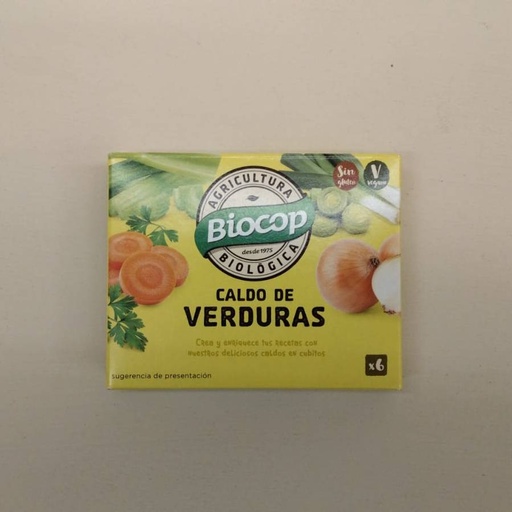 AGRICULTURA
Biocop
desde 1975
BIOLÓGICA
Sin
gluten
V
vegano
CALDO DE
VERDURAS
Crea y enriquece tus recetas con
nuestros deliciosos caldos en cubitos
x6
sugerencia de presentación